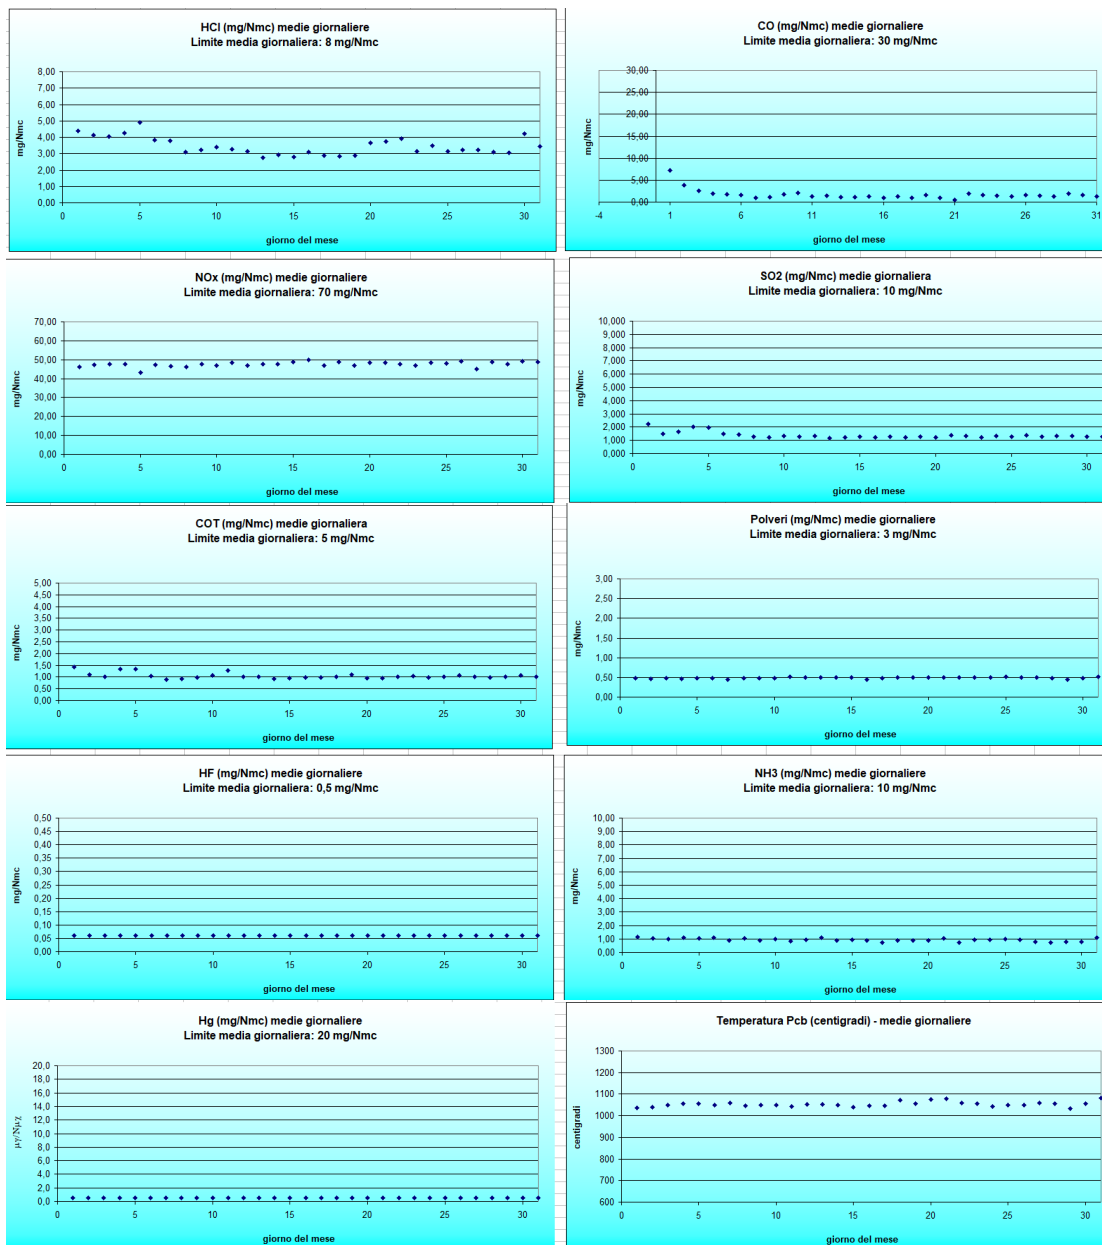 HCl (mg/Nmc) medie giornaliere
Limite media giornaliera: 8 mg/Nmc
8,00
7,00
6,00
5,00
4,00
3,00
2,00
1,00
0,00
mg/Nmc
0 5 10 15 20 25 30
giorno del mese
CO (mg/Nmc) medie giornaliere
Limite media giornaliera: 30 mg/Nmc
30,00
25,00
20,00
15,00
10,00
5,00
0,00
mg/Nmc
-4 1 6 11 16 21 26 31
giorno del mese
NOx (mg/Nmc) medie giornaliere
Limite media giornaliera: 70 mg/Nmc
70,00
60,00
50,00
40,00
30,00
20,00
10,00
0,00
mg/Nmc
0 5 10 15 20 25 30
giorno del mese
SO2 (mg/Nmc) medie giornaliera
Limite media giornaliera: 10 mg/Nmc
10,000
9,000
8,000
7,000
6,000
5,000
4,000
3,000
2,000
1,000
0,000
mg/Nmc
0 5 10 15 20 25 30
giorno del mese
COT (mg/Nmc) medie giornaliera
Limite media giornaliera: 5 mg/Nmc
5,00
4,50
4,00
3,50
3,00
2,50
2,00
1,50
1,00
0,50
0,00
mg/Nmc
0 5 10 15 20 25 30
giorno del mese
Polveri (mg/Nmc) medie giornaliere
Limite media giornaliera: 3 mg/Nmc
3,00
2,50
2,00
1,50
1,00
0,50
0,00
mg/Nmc
0 5 10 15 20 25 30
giorno del mese
HF (mg/Nmc) medie giornaliere
Limite media giornaliera: 0,5 mg/Nmc
0,50
0,45
0,40
0,35
0,30
0,25
0,20
0,15
0,10
0,05
0,00
mg/Nmc
0 5 10 15 20 25 30
giorno del mese
NH3 (mg/Nmc) medie giornaliere
Limite media giornaliera: 10 mg/Nmc
10,00
9,00
8,00
7,00
6,00
5,00
4,00
3,00
2,00
1,00
0,00
mg/Nmc
0 5 10 15 20 25 30
giorno del mese
Hg (mg/Nmc) medie giornaliere
Limite media giornaliera: 20 mg/Nmc
20,0
18,0
16,0
14,0
12,0
10,0
8,0
6,0
4,0
2,0
0,0
μγ/Νμχ
0 5 10 15 20 25 30
giorno del mese
Temperatura Pcb (centigradi) - medie giornaliere
1300
1200
1100
1000
900
800
700
600
centigradi
0 5 10 15 20 25 30
giorno del mese